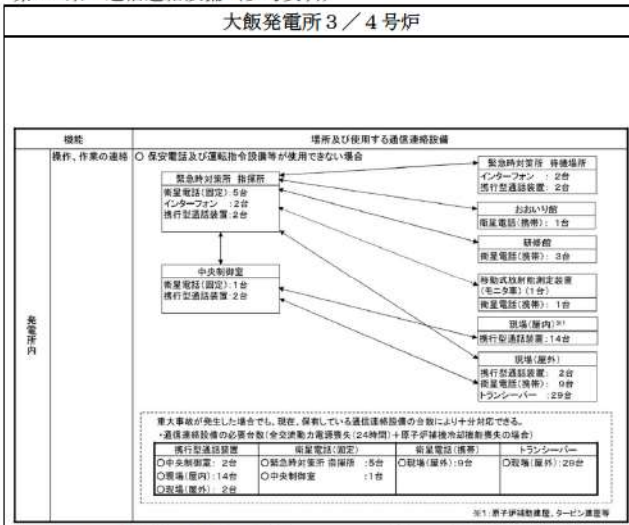 大飯発電所３／４号炉
機能
場所及び使用する通信連絡設備
発電所内
操作、作業の連絡
○ 保安電話及び運転指令設備等が使用できない場合
緊急時対策所 指揮所
衛星電話(固定):5台
インターフォン :2台
携行型通話装置:2台
中央制御室
衛星電話(固定):1台
携行型通話装置:2台
緊急時対策所 待機場所
インターフォン : 2台
携行型通話装置: 2台
おおいり館
衛星電話(携帯): 1台
研修館
衛星電話(携帯): 3台
移動式放射能測定装置
(モニタ車)(1台)
衛星電話(携帯): 1台
現場(屋内)※1
携行型通話装置:14台
現場(屋外)
携行型通話装置: 2台
衛星電話(携帯): 9台
トランシーバー :29台
重大事故が発生した場合でも、現在、保有している通信連絡設備の台数により十分対応できる。
・通信連絡設備の必要台数(全交流動力電源喪失(24時間)+原子炉補機冷却機能喪失の場合)
携行型通話装置
衛星電話(固定)
衛星電話(携帯)
トランシーバー
○中央制御室: 2台
○現場(屋内):14台
○現場(屋外): 2台
○緊急時対策所 指揮所 :5台
○中央制御室 :1台
○現場(屋外):9台
○現場(屋外):29台
※1:原子炉補助建屋、タービン建屋等